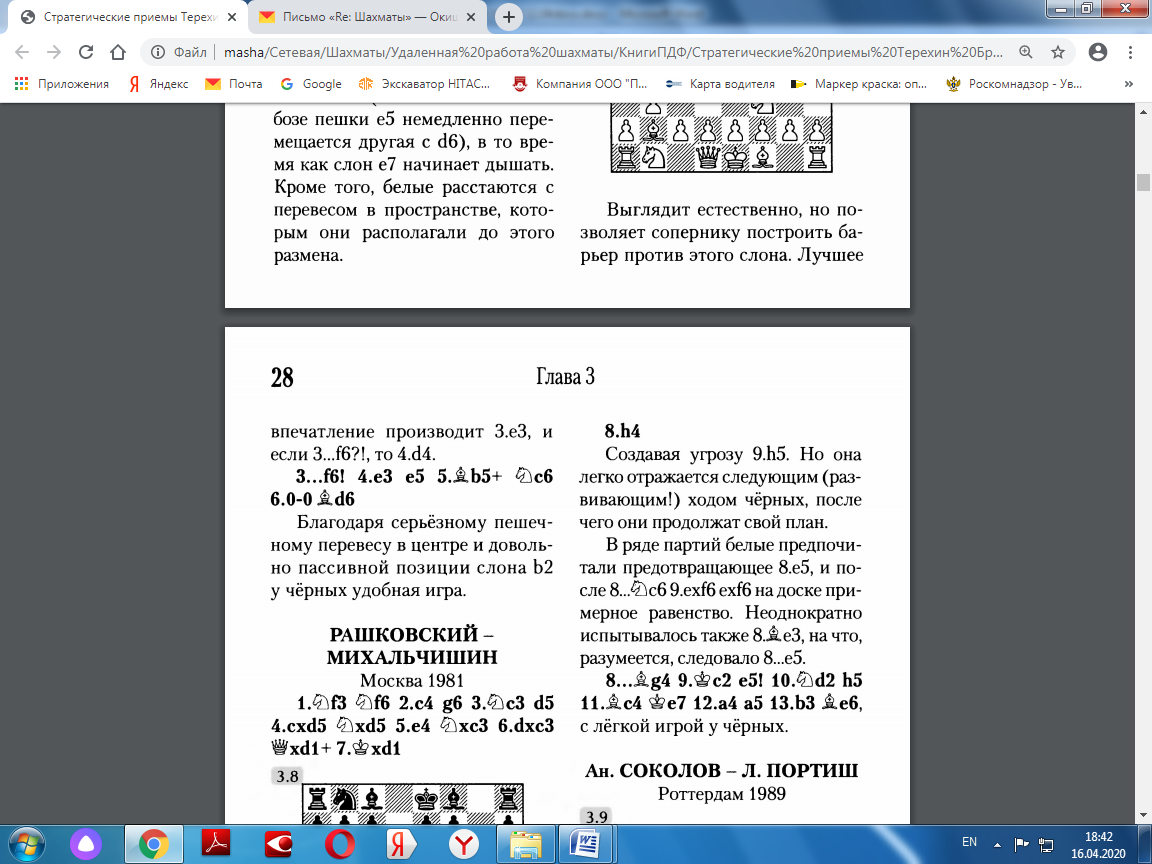 Стратегические приемы Терехи
Письмо «Re: Шахматы» — Окиш
Файл
masha/Сетевая/Шахматы/Удаленная%20работа%20шахматы/КнигиПДФ/Стратегические%20приемы%20Терехин%20Бр...
Приложения
Яндекс
Почта
Google
Экскаватор HITAC...
Компания ООО "П...
Карта водителя
Маркер краска: оп...
Роскомнадзор - Ув...
»
бозе пешки e5 немедленно пере-
мещается другая с d6), в то вре-
мя как слон e7 начинает дышать.
Кроме того, белые расстаются с
перевесом в пространстве, кото-
рым они располагали до этого
размена.
Выглядит естественно, но по-
зволяет сопернику построить ба-
рьер против этого слона. Лучшее
28
Глава 3
впечатление производит 3.e3, и
если 3...f6?!, то 4.d4.
3...f6! 4.e3 e5 5.♗b5+ ♘c6
6.0-0 ♗d6
Благодаря серьёзному пешеч-
ному перевесу в центре и доволь-
но пассивной позиции слона b2
у чёрных удобная игра.
РАШКОВСКИЙ –
МИХАЛЬЧИШИН
Москва 1981
1.♘f3 ♘f6 2.c4 g6 3.♘c3 d5
4.cxd5 ♘xd5 5.e4 ♘xc3 6.dxc3
♕xd1+ 7.♔xd1
3.8
8.h4
Создавая угрозу 9.h5. Но она
легко отражается следующим (раз-
вивающим!) ходом чёрных, после
чего они продолжат свой план.
В ряде партий белые предпочи-
тали предотвращающее 8.e5, и по-
сле 8...♘c6 9.exf6 exf6 на доске при-
мерное равенство. Неоднократно
испытывалось также 8.♗e3, на что,
разумеется, следовало 8...e5.
8...♗g4 9.♔c2 e5! 10.♘d2 h5
11.♗c4 ♔e7 12.a4 a5 13.b3 ♗e6,
с лёгкой игрой у чёрных.
Ан. СОКОЛОВ – Л. ПОРТИШ
Роттердам 1989
3.9
EN
18:42
16.04.2020